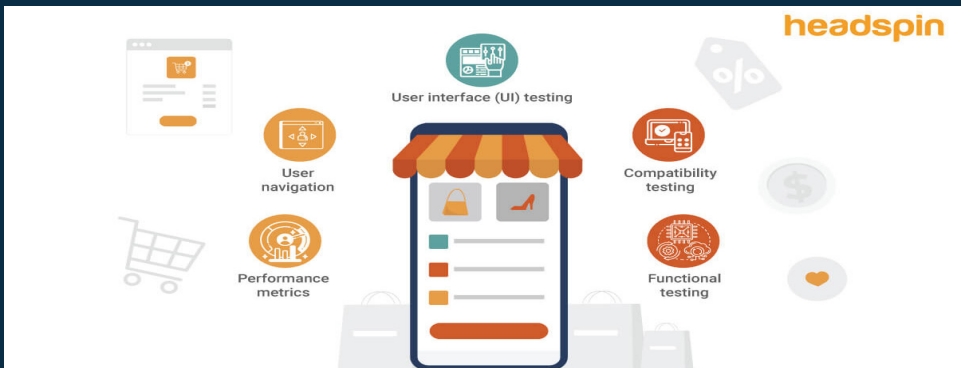 headspin
User interface (UI) testing
User
navigation
Compatibility
testing
Performance
metrics
Functional
testing
%
$